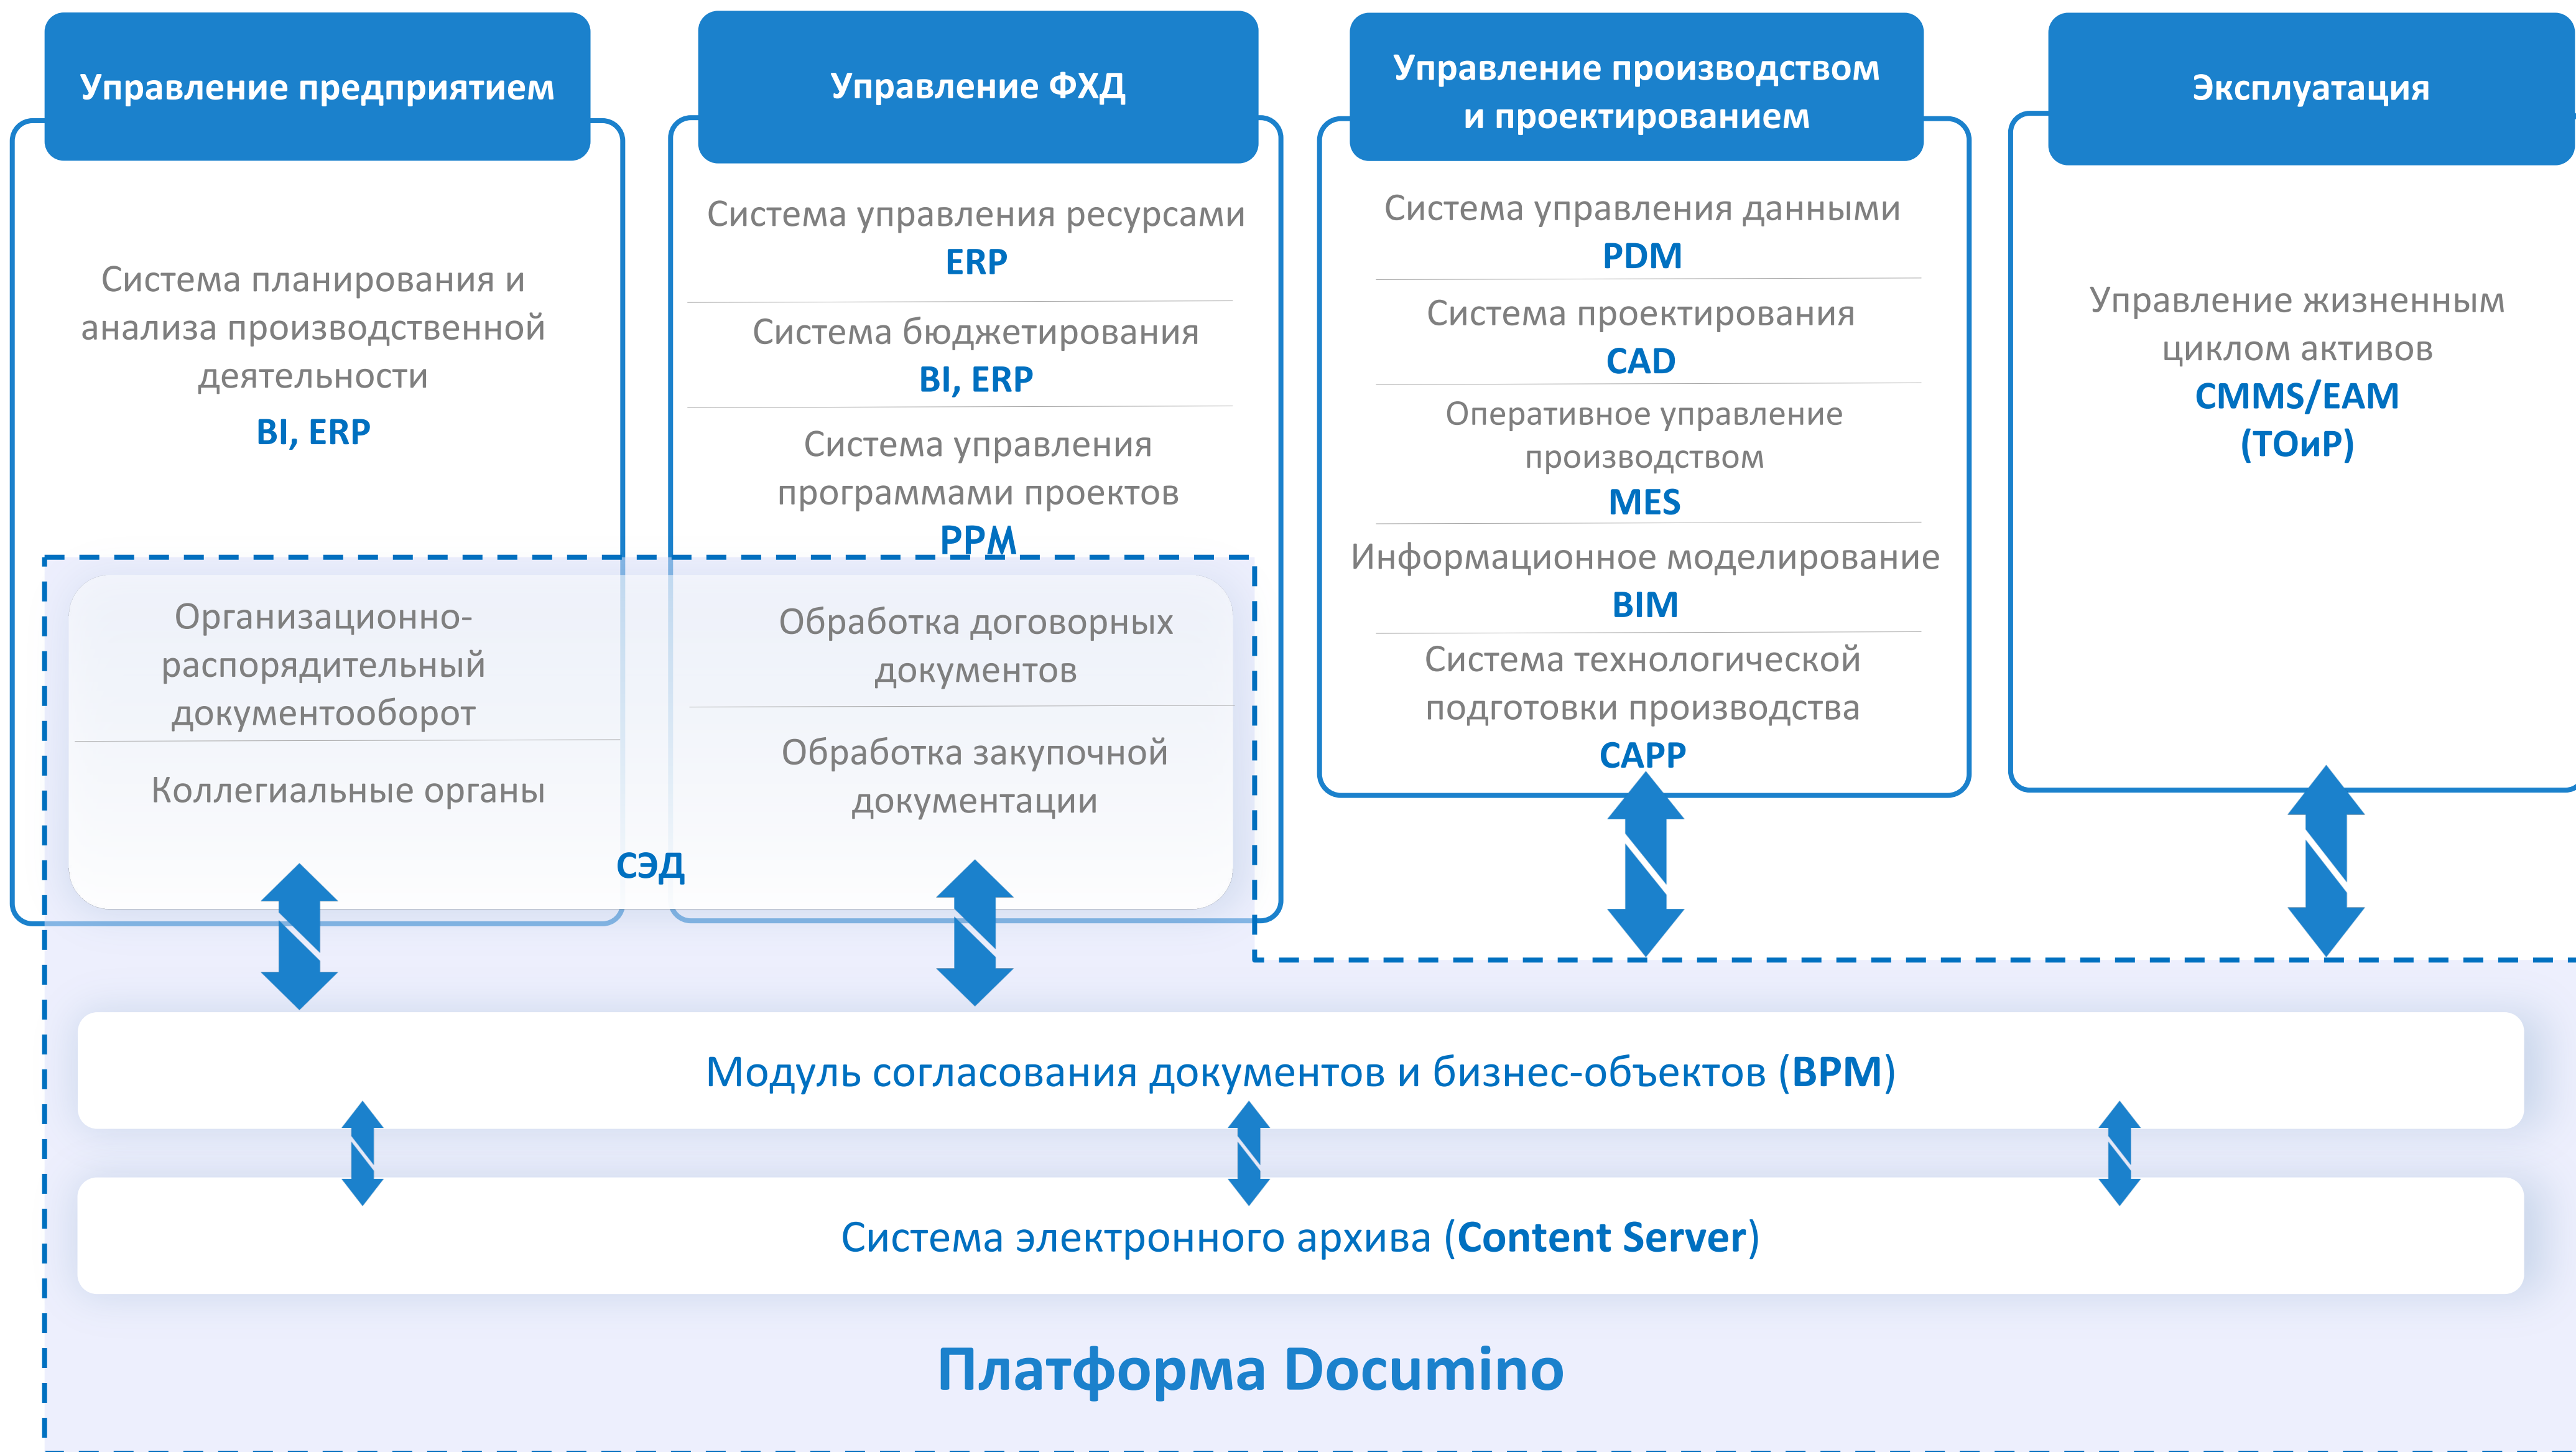 Управление предприятием
Система планирования и
анализа производственной
деятельности
BI, ERP
Организационно-
распорядительный
документооборот
Коллегиальные органы
Управление ФХД
Система управления ресурсами
ERP
Система бюджетирования
BI, ERP
Система управления
программами проектов
PPM
Обработка договорных
документов
Обработка закупочной
документации
СЭД
Управление производством
и проектированием
Система управления данными
PDM
Система проектирования
CAD
Оперативное управление
производством
MES
Информационное моделирование
BIM
Система технологической
подготовки производства
CAPP
Эксплуатация
Управление жизненным
циклом активов
CMMS/EAM
(ТОиР)
Модуль согласования документов и бизнес-объектов (BPM)
Система электронного архива (Content Server)
Платформа Documino